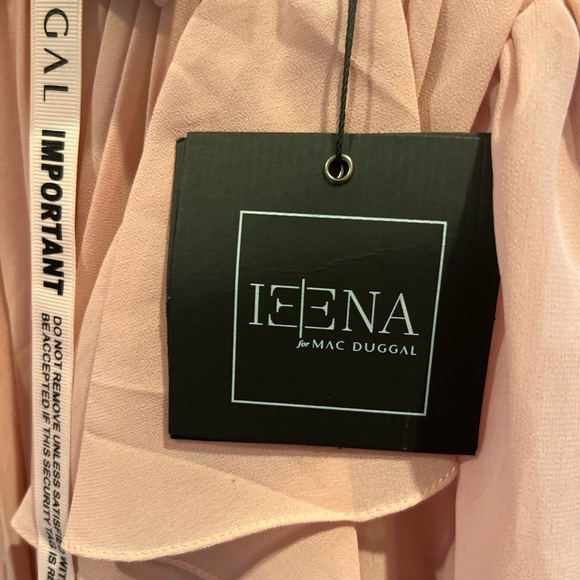 GAL IMPORTANT
DO NOT REMOVE UNLESS SATISFIED WITH
BE ACCEPTED IF THIS SECURITY TAG IS
IEENA
for MAC DUGGAL